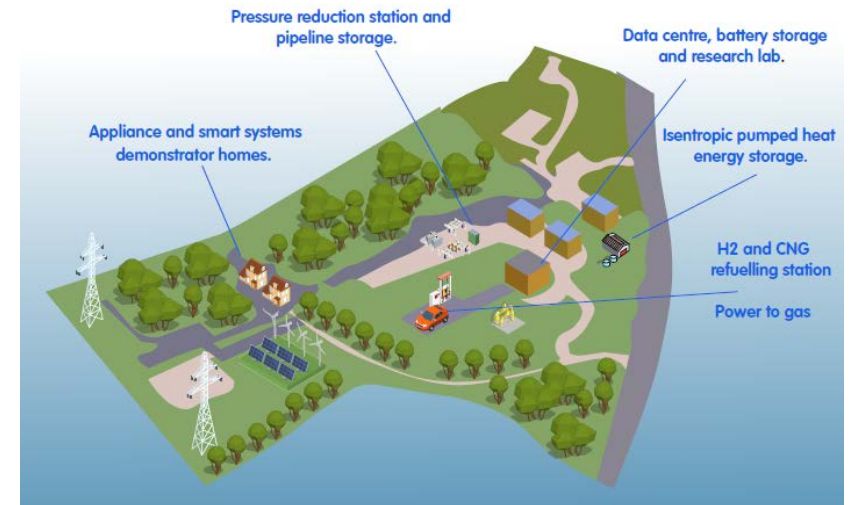 Pressure reduction station and
pipeline storage.
Data centre, battery storage
and research lab.
Appliance and smart systems
demonstrator homes.
Isentropic pumped heat
energy storage.
H2 and CNG
refuelling station
Power to gas